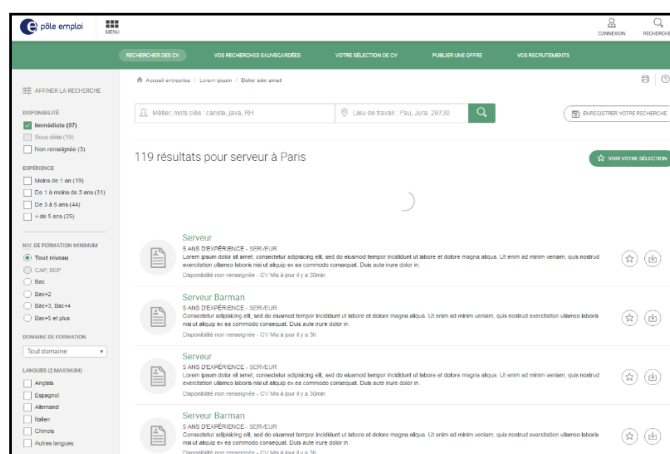 pôle emploi
MENU
CONNEXION
RECHERCHE
RECHERCHER DES CV
VOS RECHERCHES SAUVEGARDÉES
VOTRE SÉLECTION DE CV
PUBLIER UNE OFFRE
VOS RECRUTEMENTS
AFFINER LA RECHERCHE
DISPONIBILITÉ
Immédiate (97)
Sous délai (19)
Non renseignée (3)
EXPÉRIENCE
Moins de 1 an (19)
De 1 à moins de 3 ans (31)
De 3 à 5 ans (44)
+ de 5 ans (25)
NIV. DE FORMATION MINIMUM
Tout niveau
CAP, BEP
Bac
Bac+2
Bac+3, Bac+4
Bac+5 et plus
DOMAINE DE FORMATION
Tout domaine
LANGUES (2 MAXIMUM)
Anglais
Espagnol
Allemand
Italien
Chinois
Autres langues
Accueil entreprise / Lorem ipsum / Dolor sim amet
Métier, mots clés : cariste, java, RH
Lieu de travail : Pau, Jura, 29730
ENREGISTRER VOTRE RECHERCHE
119 résultats pour serveur à Paris
VOIR VOTRE SÉLECTION
Serveur
5 ANS D'EXPÉRIENCE - SERVEUR
Lorem ipsum dolor sit amet, consectetur adipisicing elit, sed do eiusmod tempor incididunt ut labore et dolore magna aliqua. Ut enim ad minim veniam, quis nostrud
exercitation ullamco laboris nisi ut aliquip ex ea commodo consequat. Duis aute irure dolor in.
Disponibilité non renseignée - CV Mis à jour il y a 30min
Serveur Barman
5 ANS D'EXPÉRIENCE - SERVEUR
Consectetur adipisicing elit, sed do eiusmod tempor incididunt ut labore et dolore magna aliqua. Ut enim ad minim veniam, quis nostrud exercitation ullamco laboris
nisi ut aliquip ex ea commodo consequat. Duis aute irure dolor in.
Disponibilité non renseignée - CV Mis à jour il y a 3h
Serveur
5 ANS D'EXPÉRIENCE - SERVEUR
Lorem ipsum dolor sit amet, consectetur adipisicing elit, sed do eiusmod tempor incididunt ut labore et dolore magna aliqua. Ut enim ad minim veniam, quis nostrud
exercitation ullamco laboris nisi ut aliquip ex ea commodo consequat. Duis aute irure dolor in.
Disponibilité non renseignée - CV Mis à jour il y a 30min
Serveur Barman
5 ANS D'EXPÉRIENCE - SERVEUR
Consectetur adipisicing elit, sed do eiusmod tempor incididunt ut labore et dolore magna aliqua. Ut enim ad minim veniam, quis nostrud exercitation ullamco laboris
nisi ut aliquip ex ea commodo consequat. Duis aute irure dolor in.
Disponibilité non renseignée - CV Mis à jour il y a 3h